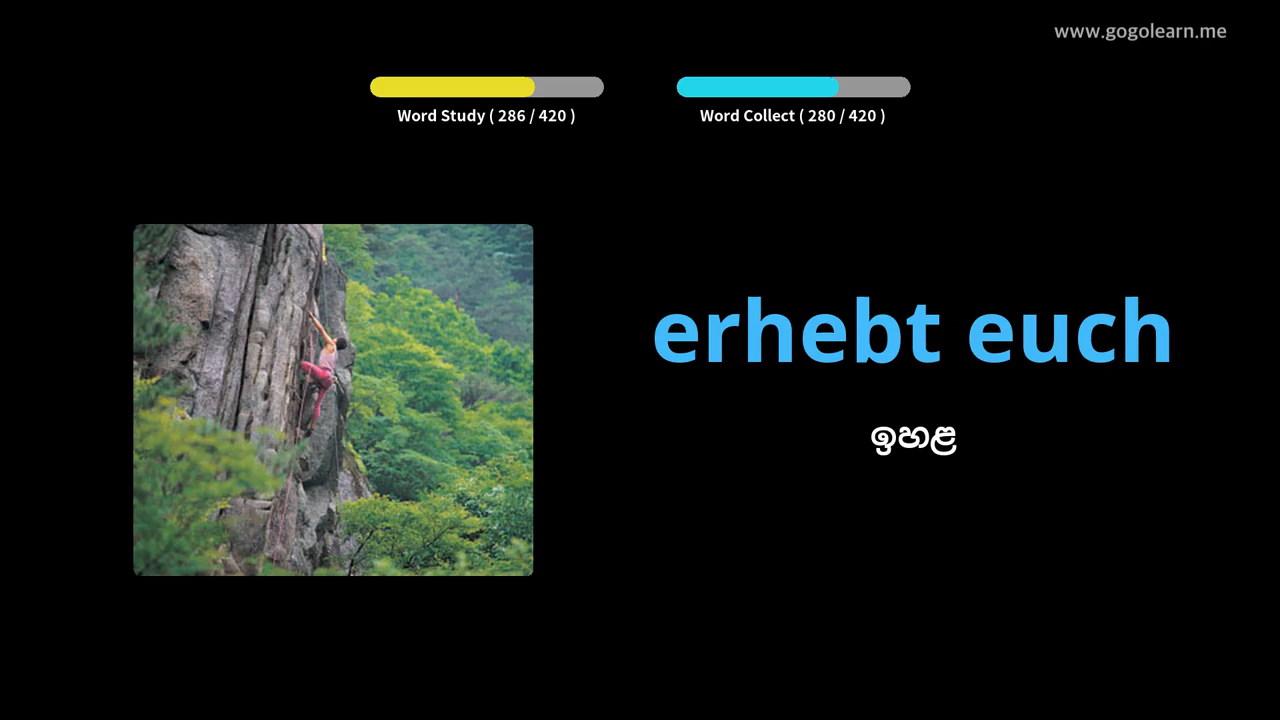 www.gogolearn.me
Word Study ( 286 / 420 )
Word Collect ( 280 / 420 )
erhebt euch
ඉහළ